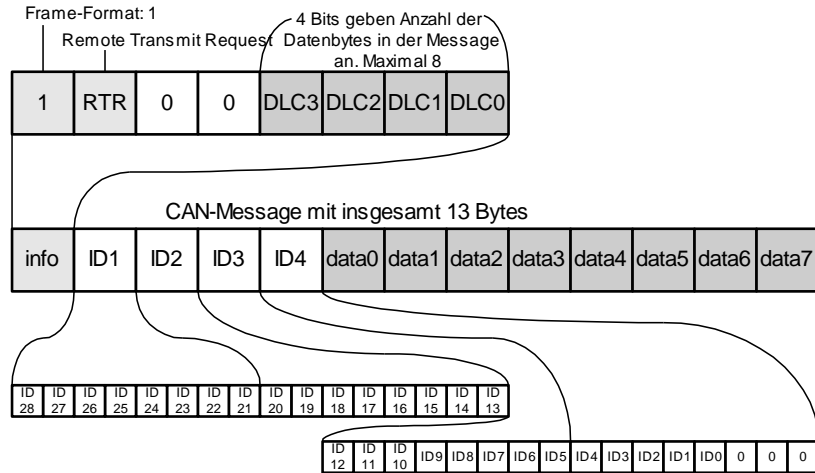 Frame-Format: 1
Remote Transmit Request
4 Bits geben Anzahl der
Datenbytes in der Message
an. Maximal 8
1 RTR 0 0 DLC3 DLC2 DLC1 DLC0
CAN-Message mit insgesamt 13 Bytes
info ID1 ID2 ID3 ID4 data0 data1 data2 data3 data4 data5 data6 data7
ID ID ID ID ID ID ID ID ID ID ID ID ID ID ID ID
28 27 26 25 24 23 22 21 20 19 18 17 16 15 14 13
ID ID ID ID9 ID8 ID7 ID6 ID5 ID4 ID3 ID2 ID1 ID0 0 0 0
12 11 10